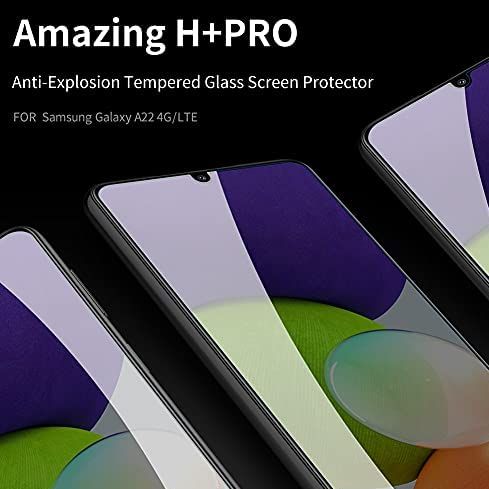 Amazing H+PRO
Anti-Explosion Tempered Glass Screen Protector
FOR Samsung Galaxy A22 4G/LTE